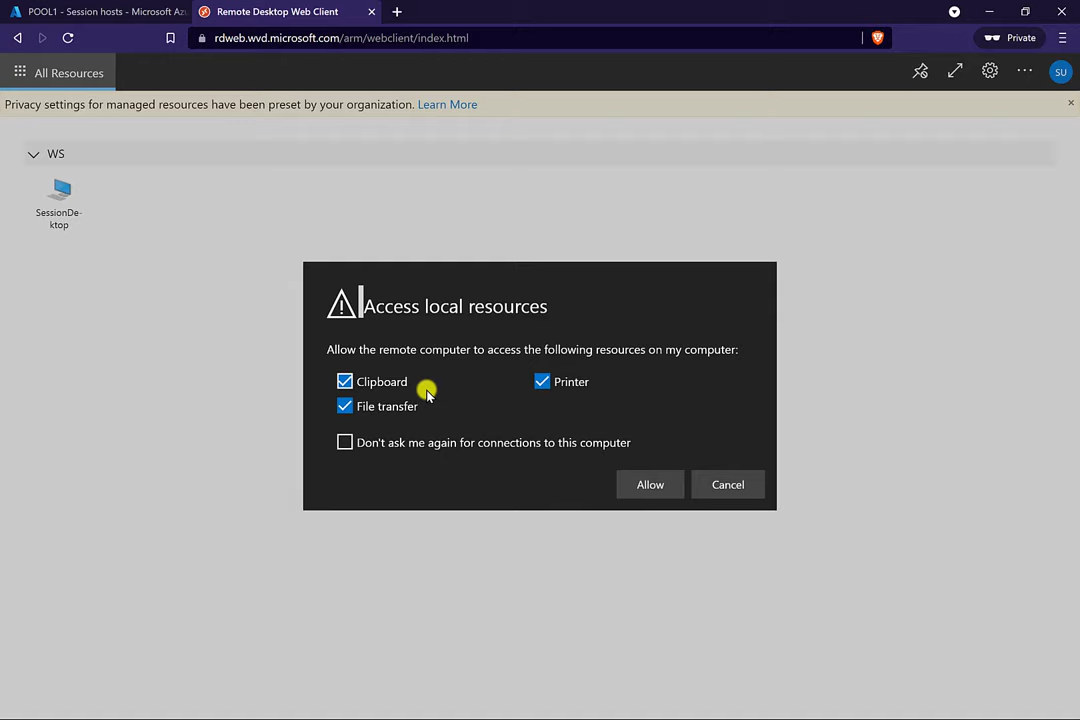 POOL1 - Session hosts - Microsoft Az
Remote Desktop Web Client
rdweb.wvd.microsoft.com/arm/webclient/index.html
Private
All Resources
SU
Privacy settings for managed resources have been preset by your organization. Learn More
WS
SessionDe-
ktop
Access local resources
Allow the remote computer to access the following resources on my computer:
Clipboard
Printer
File transfer
Don't ask me again for connections to this computer
Allow
Cancel